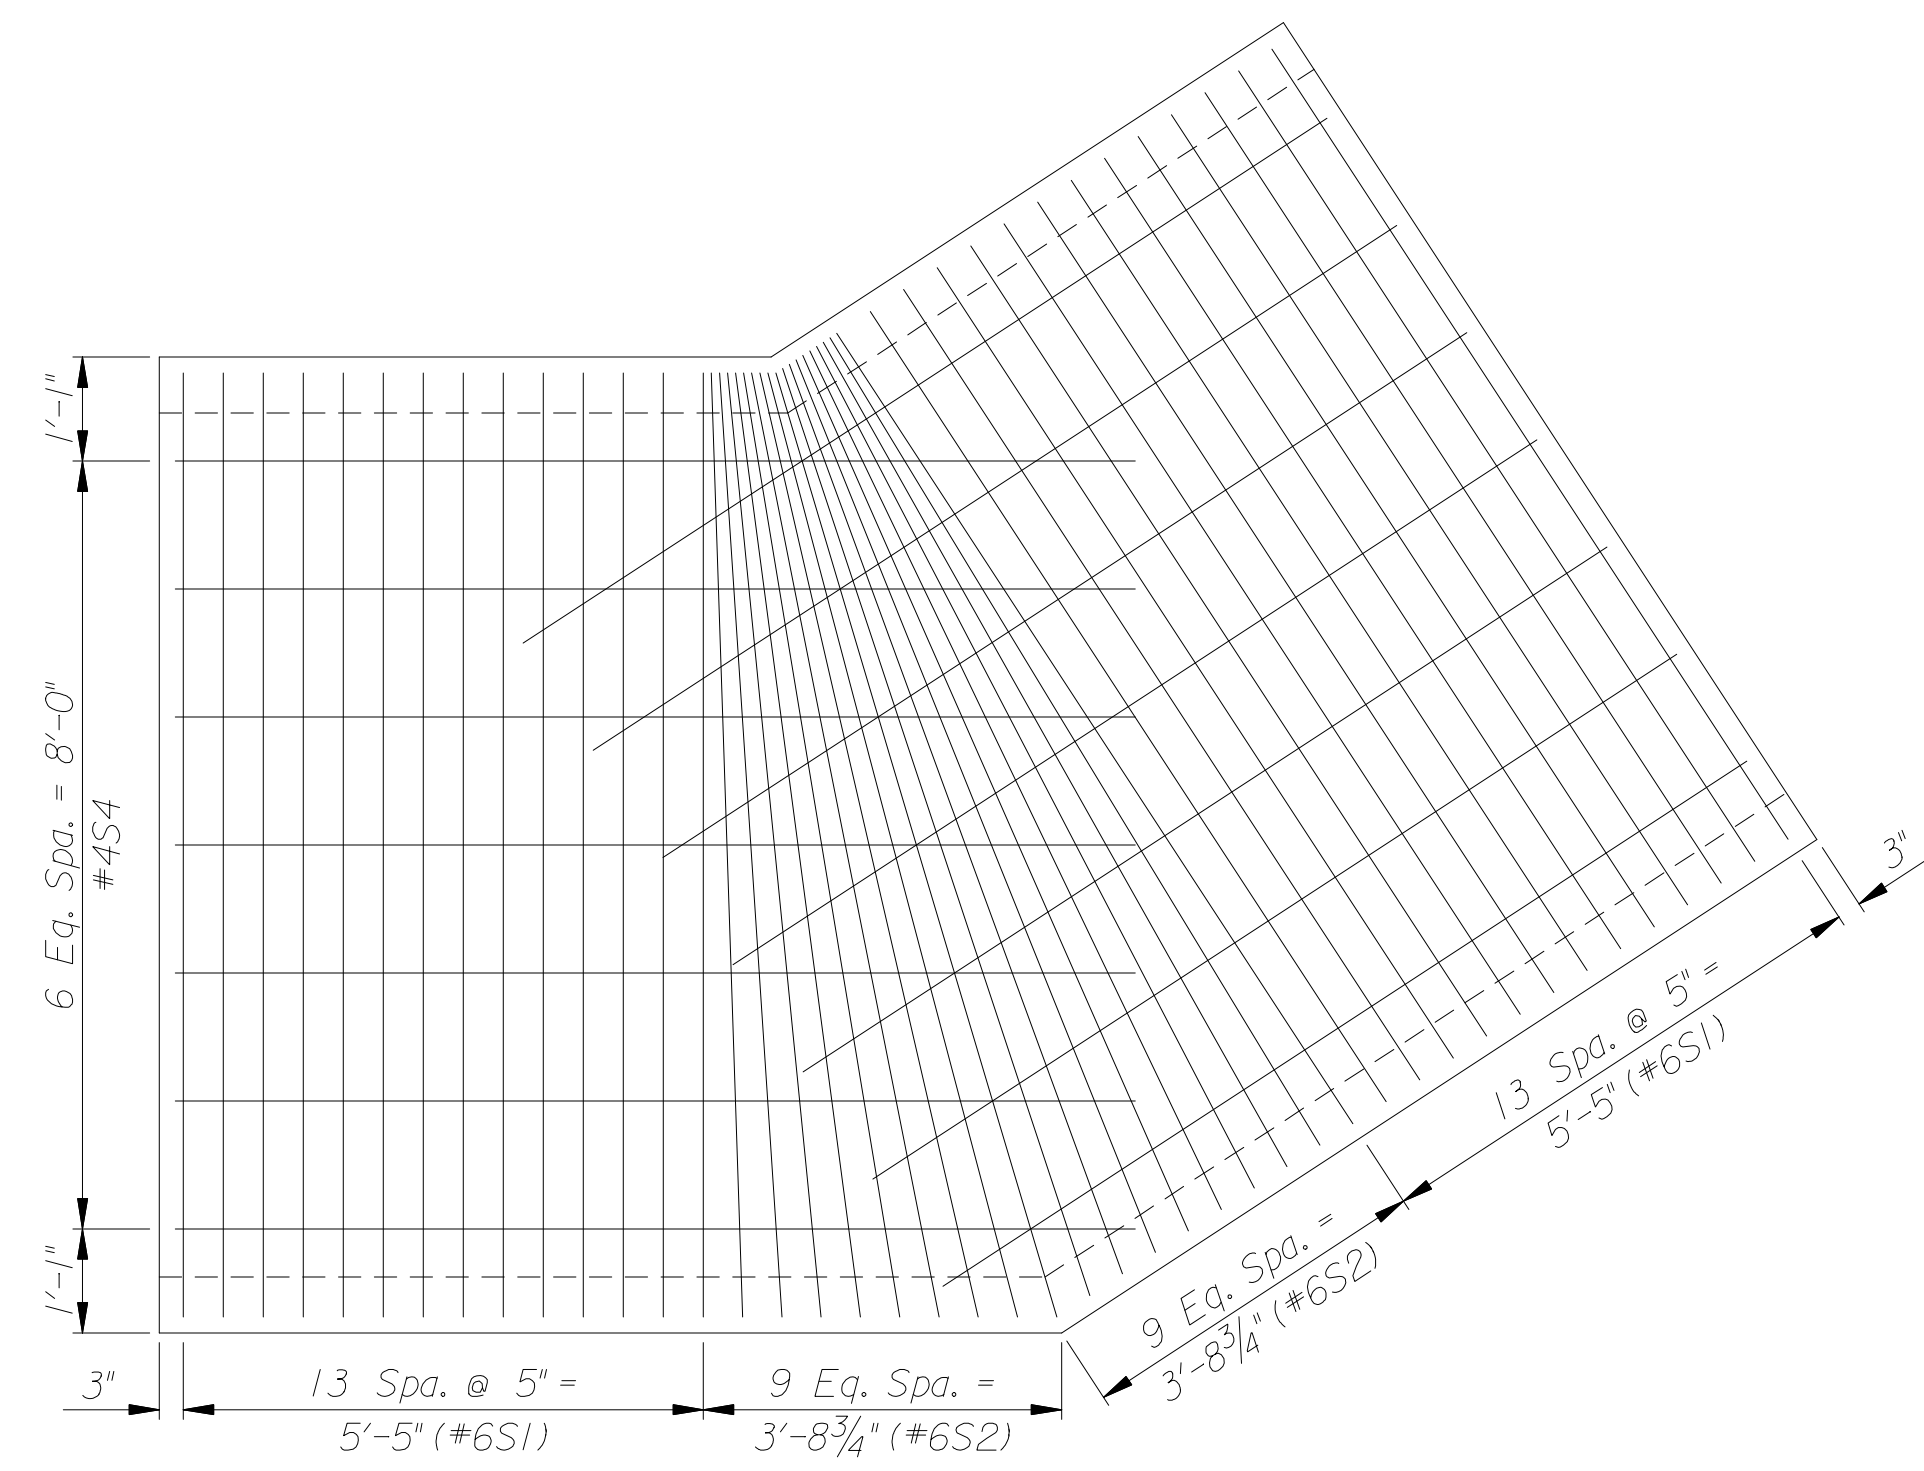 1'-1"
6 Eq. Spa. = 8'-0"
#4S4
1'-1"
3"
13 Spa. @ 5" =
5'-5" (#6S1)
9 Eq. Spa. =
3'-8¾" (#6S2)
9 Eq. Spa. =
3'-8¾" (#6S2)
13 Spa. @ 5" =
5'-5" (#6S1)
3"